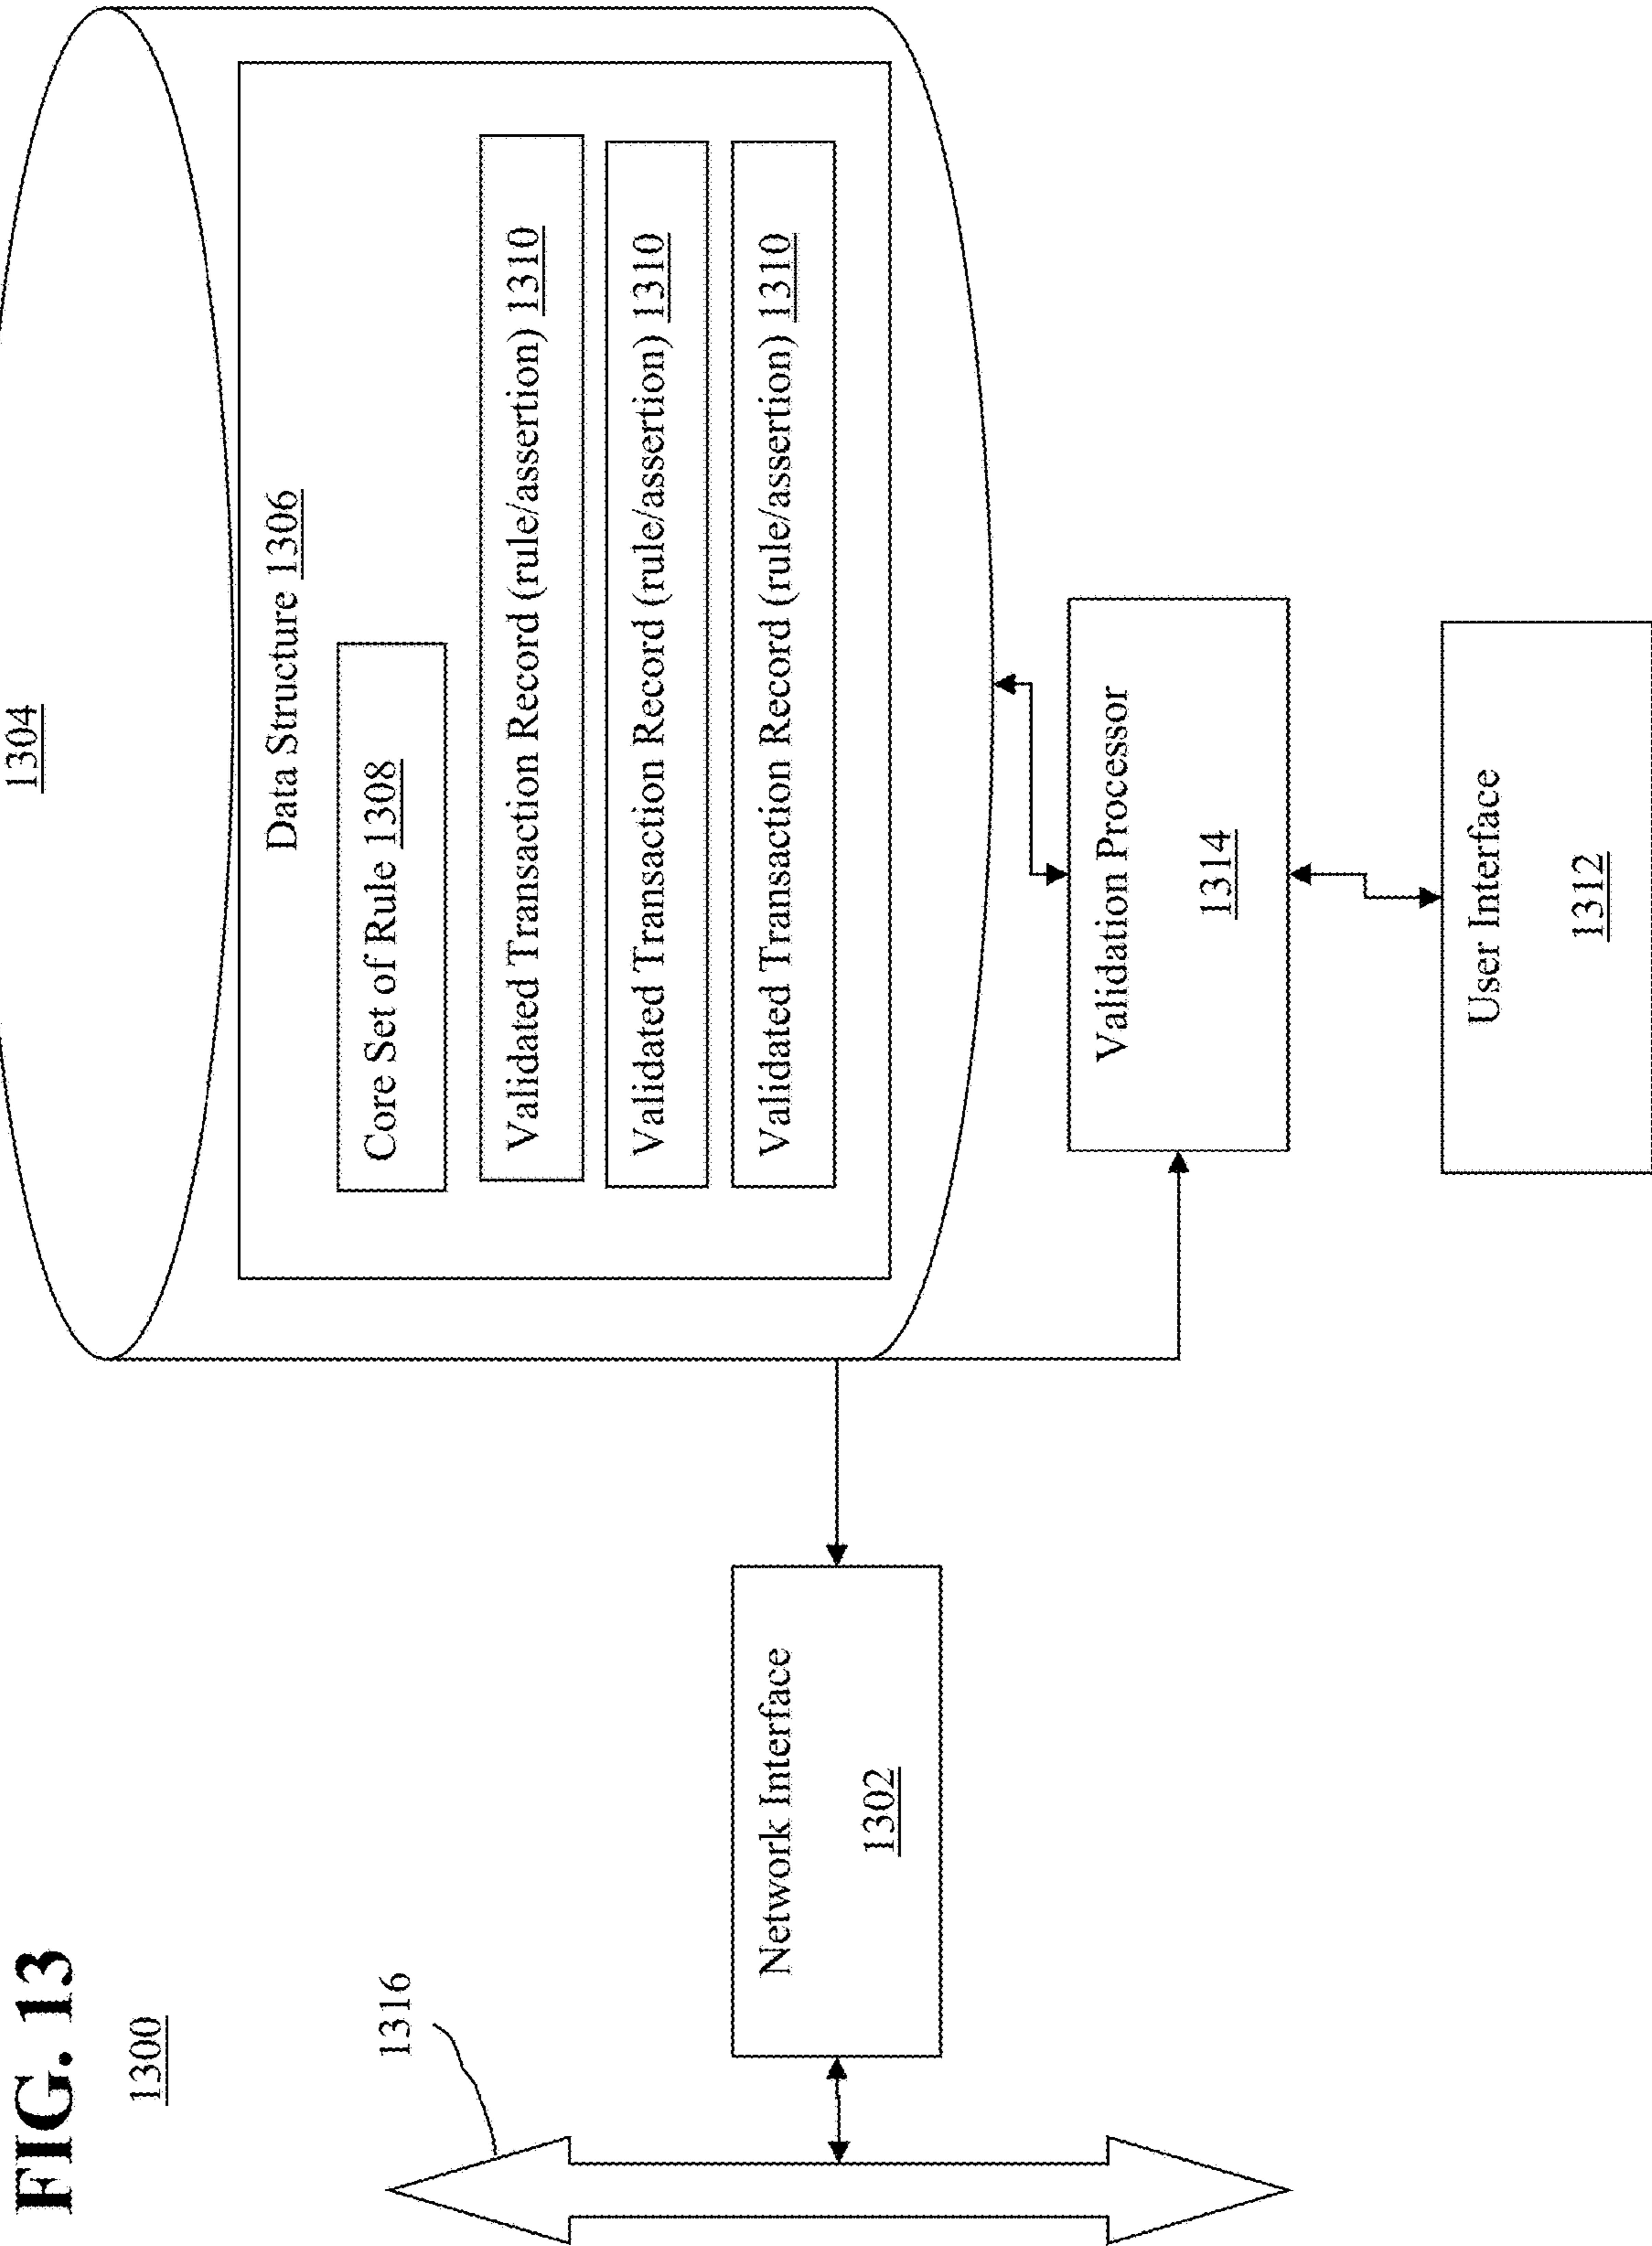 FIG. 13
1300
1304
Data Structure 1306
Core Set of Rule 1308
Validated Transaction Record (rule/assertion) 1310
Validated Transaction Record (rule/assertion) 1310
Validated Transaction Record (rule/assertion) 1310
1316
Network Interface
1302
Validation Processor
1314
User Interface
1312